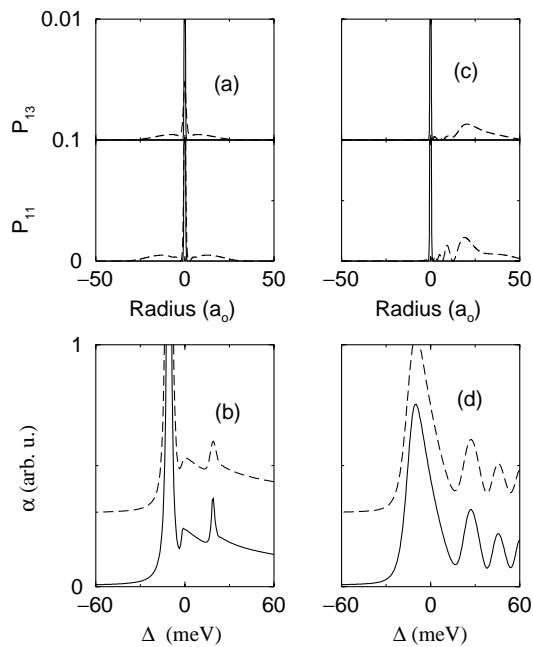 0.01
(a)
(c)
P₁₃
0.1
P₁₁
0
−50 0 50 −50 0 50
Radius (aₒ) Radius (aₒ)
1
(b)
(d)
α (arb. u.)
0
−60 0 60 −60 0 60
Δ (meV) Δ (meV)